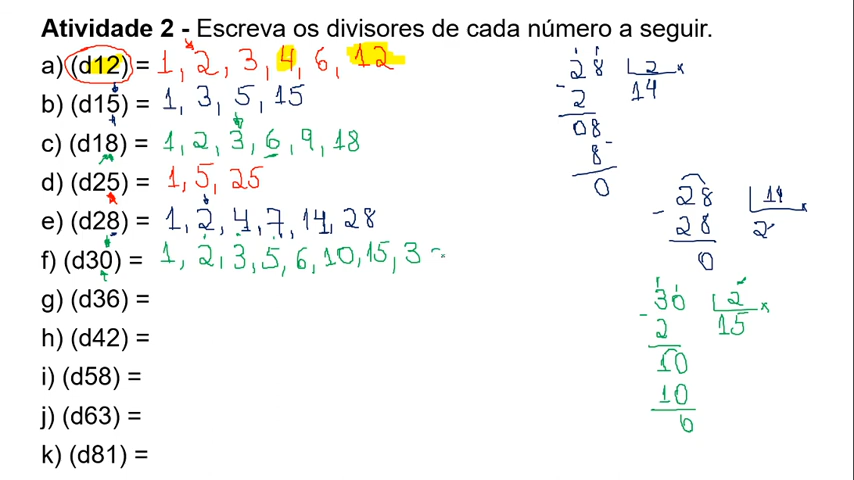 Atividade 2 - Escreva os divisores de cada número a seguir.
a) (d12) = 1, 2, 3, 4, 6, 12
b) (d15) = 1, 3, 5, 15
c) (d18) = 1, 2, 3, 6, 9, 18
d) (d25) = 1, 5, 25
e) (d28) = 1, 2, 4, 7, 14, 28
f) (d30) = 1, 2, 3, 5, 6, 10, 15, 3
g) (d36) =
h) (d42) =
i) (d58) =
j) (d63) =
k) (d81) =
28 2 x
- 2 14
08
8 -
0
28 14 x
- 28 2
0
30 2 x
- 2 15
10
10
0